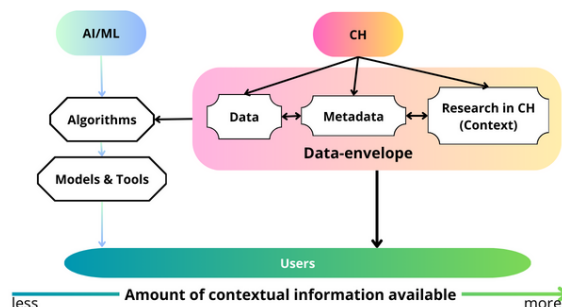 AI/ML
CH
Algorithms
Data
Metadata
Research in CH
(Context)
Data-envelope
Models & Tools
Users
less
Amount of contextual information available
more